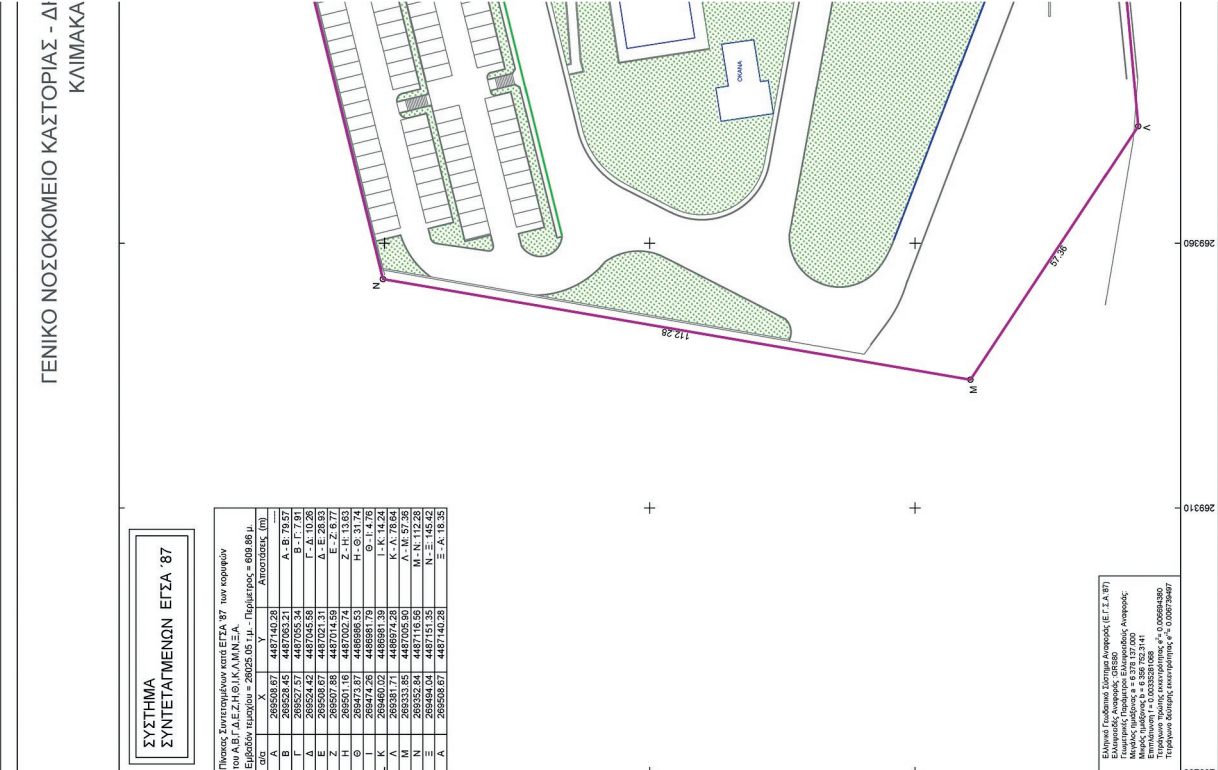 ΓΕΝΙΚΟ ΝΟΣΟΚΟΜΕΙΟ ΚΑΣΤΟΡΙΑΣ -
ΚΛΙΜΑΚΑ
ΣΥΣΤΗΜΑ
ΣΥΝΤΕΤΑΓΜΕΝΩΝ ΕΓΣΑ '87
Πίνακας Συντεταγμένων κατά ΕΓΣΑ '87 των κορυφών
του Α,Β,Γ,Δ,Ε,Ζ,Η,Θ,Ι,Κ,Λ,Μ,Ν,Ξ,Α.
Εμβαδόν τεμαχίου = 26025.05 τ.μ. - Περίμετρος = 609.86 μ.
α/α X Y Αποστάσεις (m)
Α 269508.67 4487140.28 ----
Β 269528.45 4487063.21 Α - Β: 79.57
Γ 269527.57 4487055.34 Β - Γ: 7.91
Δ 269524.42 4487045.58 Γ - Δ: 10.26
Ε 269508.67 4487021.31 Δ - Ε: 28.93
Ζ 269507.88 4487014.59 Ε - Ζ: 6.77
Η 269501.16 4487002.74 Ζ - Η: 13.63
Θ 269473.87 4486986.53 Η - Θ: 31.74
Ι 269474.26 4486981.79 Θ - Ι: 4.76
Κ 269460.02 4486981.39 Ι - Κ: 14.24
Λ 269381.71 4486974.28 Κ - Λ: 78.64
Μ 269333.85 4487005.90 Λ - Μ: 57.36
Ν 269352.84 4487116.56 Μ - Ν: 112.28
Ξ 269494.04 4487151.35 Ν - Ξ: 145.42
Α 269508.67 4487140.28 Ξ - Α: 18.35
ΟΚΑΝΑ
Ν
112.28
Μ
57.36
Λ
269360
269310
Ελληνικό Γεωδαιτικό Σύστημα Αναφοράς (Ε.Γ.Σ.Α.'87)
Ελλειψοειδές Αναφοράς :GRS80
Γεωμετρικές Παράμετροι Ελλειψοειδούς Αναφοράς:
Μεγάλος ημιάξονας a = 6 378 137.000
Μικρός ημιάξονας b = 6 356 752.3141
Επιπλάτυνση f = 0.00335281068
Τετράγωνο πρώτης εκκεντρότητας e²= 0.00669438
Τετράγωνο δεύτερης εκκεντρότητας e'²= 0.0067394